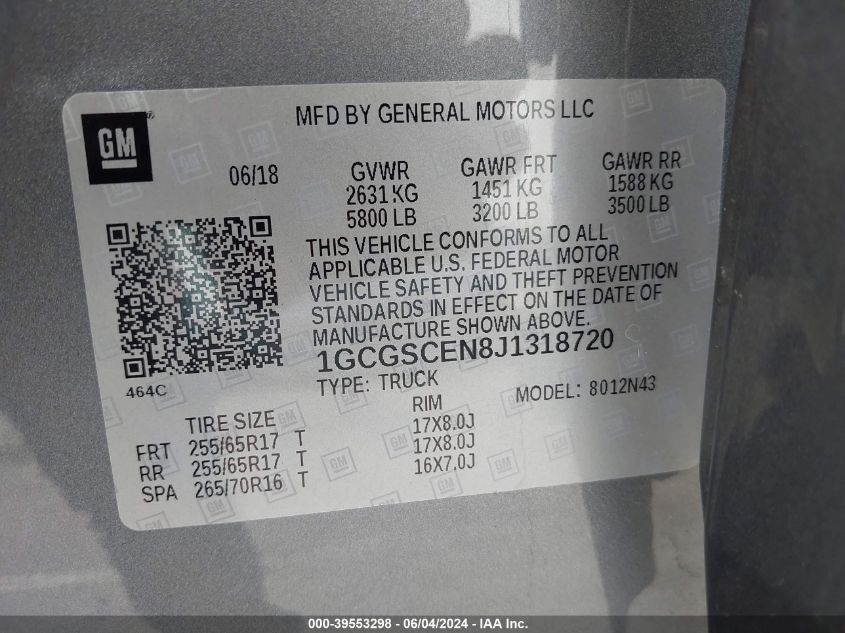 MFD BY GENERAL MOTORS LLC
GM
®
06/18 GVWR GAWR FRT GAWR RR
2631 KG 1451 KG 1588 KG
5800 LB 3200 LB 3500 LB
THIS VEHICLE CONFORMS TO ALL
APPLICABLE U.S. FEDERAL MOTOR
VEHICLE SAFETY AND THEFT PREVENTION
STANDARDS IN EFFECT ON THE DATE OF
MANUFACTURE SHOWN ABOVE.
1GCGSCEN8J1318720
464C
TYPE: TRUCK MODEL: 8012N43
TIRE SIZE RIM
FRT 255/65R17 T 17X8.0J
RR 255/65R17 T 17X8.0J
SPA 265/70R16 T 16X7.0J
000-39553298 - 06/04/2024 - IAA Inc.